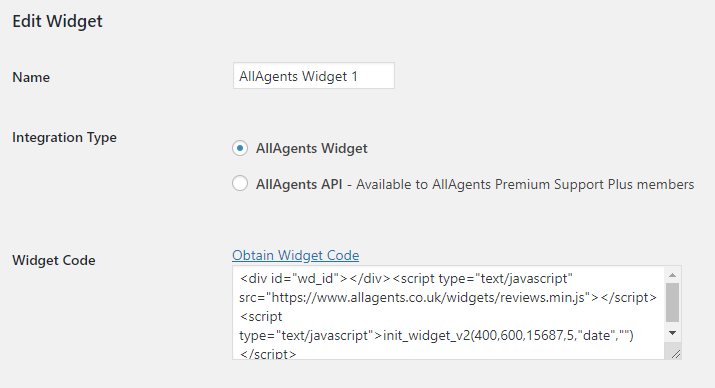 Edit Widget
Name
AllAgents Widget 1
Integration Type
AllAgents Widget
AllAgents API - Available to AllAgents Premium Support Plus members
Widget Code
Obtain Widget Code
<div id="wd_id"></div><script type="text/javascript"
src="https://www.allagents.co.uk/widgets/reviews.min.js"></script>
<script
type="text/javascript">init_widget_v2(400,600,15687,5,"date","")
</script>